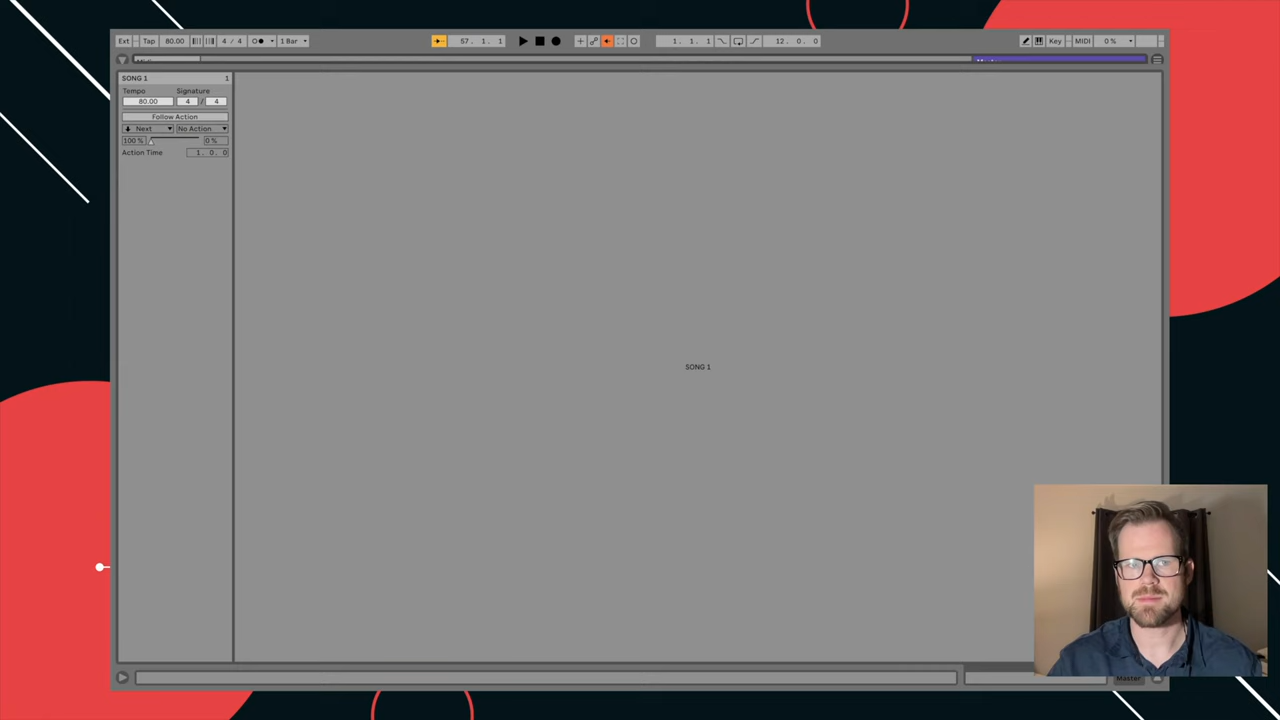 Ext Tap 80.00 4 / 4 1 Bar 57. 1. 1 1. 1. 1 12. 0. 0 Key MIDI 0 %
SONG 1 1
Tempo Signature
80.00 4 / 4
Follow Action
Next No Action
100 % 0 %
Action Time 1. 0. 0
SONG 1
Master